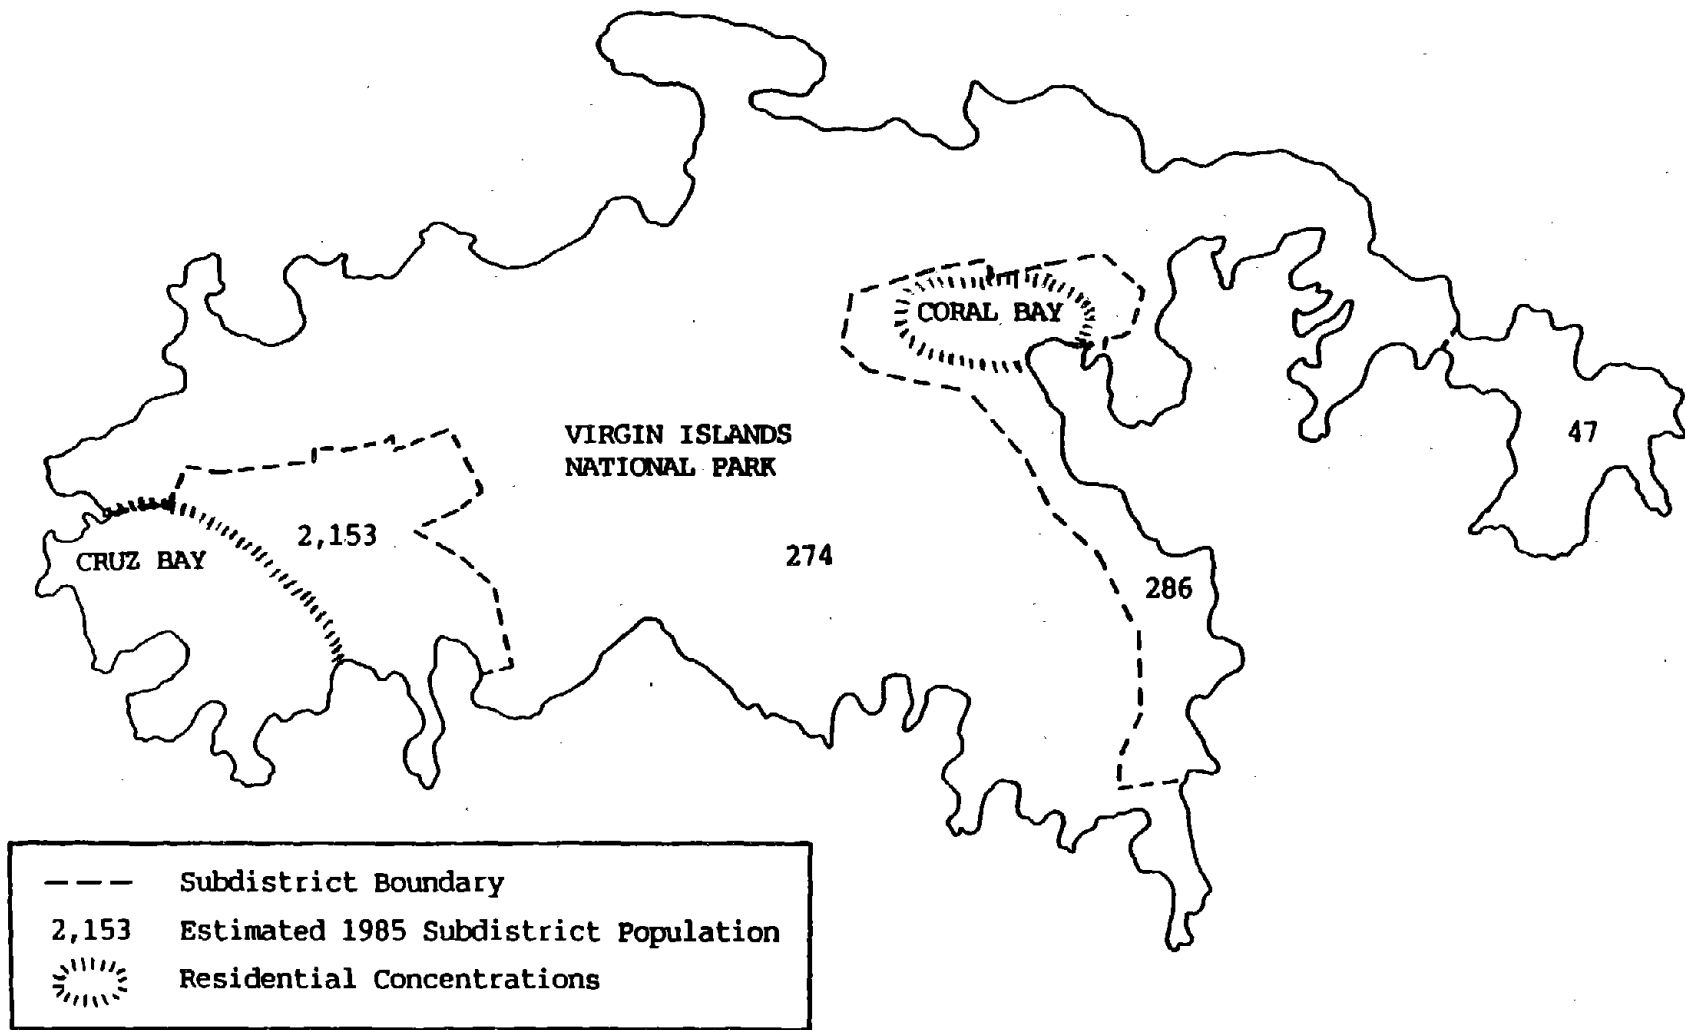 CORAL BAY
47
VIRGIN ISLANDS
NATIONAL PARK
2,153
CRUZ BAY
274
286
Subdistrict Boundary
2,153 Estimated 1985 Subdistrict Population
Residential Concentrations